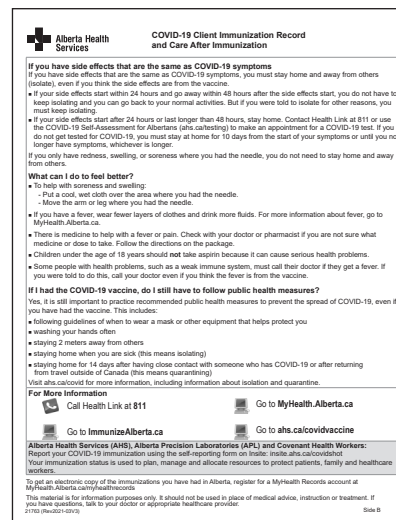 Alberta Health
Services
COVID-19 Client Immunization Record
and Care After Immunization
If you have side effects that are the same as COVID-19 symptoms
If you have side effects that are the same as COVID-19 symptoms, you must stay home and away from others
(isolate), even if you think the side effects are from the vaccine.
■ If your side effects start within 24 hours and go away within 48 hours after the side effects start, you do not have to
keep isolating and you can go back to your normal activities. But if you were told to isolate for other reasons, you
must keep isolating.
■ If your side effects start after 24 hours or last longer than 48 hours, stay home. Contact Health Link at 811 or use
the COVID-19 Self-Assessment for Albertans (ahs.ca/testing) to make an appointment for a COVID-19 test. If you
do not get tested for COVID-19, you must stay at home for 10 days from the start of your symptoms or until you no
longer have symptoms, whichever is longer.
If you only have redness, swelling, or soreness where you had the needle, you do not need to stay home and away
from others.
What can I do to feel better?
■ To help with soreness and swelling:
- Put a cool, wet cloth over the area where you had the needle.
- Move the arm or leg where you had the needle.
■ If you have a fever, wear fewer layers of clothes and drink more fluids. For more information about fever, go to
MyHealth.Alberta.ca.
■ There is medicine to help with a fever or pain. Check with your doctor or pharmacist if you are not sure what
medicine or dose to take. Follow the directions on the package.
■ Children under the age of 18 years should not take aspirin because it can cause serious health problems.
■ Some people with health problems, such as a weak immune system, must call their doctor if they get a fever. If
you were told to do this, call your doctor even if you think the fever is from the vaccine.
If I had the COVID-19 vaccine, do I still have to follow public health measures?
Yes, it is still important to practice recommended public health measures to prevent the spread of COVID-19, even if
you have had the vaccine. This includes:
■ following guidelines of when to wear a mask or other equipment that helps protect you
■ washing your hands often
■ staying 2 meters away from others
■ staying home when you are sick (this means isolating)
■ staying home for 14 days after having close contact with someone who has COVID-19 or after returning
from travel outside of Canada (this means quarantining)
Visit ahs.ca/covid for more information, including information about isolation and quarantine.
For More Information
Call Health Link at 811
Go to MyHealth.Alberta.ca
Go to ImmunizeAlberta.ca
Go to ahs.ca/covidvaccine
Alberta Health Services (AHS), Alberta Precision Laboratories (APL) and Covenant Health Workers:
Report your COVID-19 immunization using the self-reporting form on Insite: insite.ahs.ca/covidshot
Your immunization status is used to plan, manage and allocate resources to protect patients, family and healthcare
workers.
To get an electronic copy of the immunizations you have had in Alberta, register for a MyHealth Records account at
MyHealth.Alberta.ca/myhealthrecords
This material is for information purposes only. It should not be used in place of medical advice, instruction or treatment. If
you have questions, talk to your doctor or appropriate healthcare provider.
21763 (Rev2021-03V3)
Side B